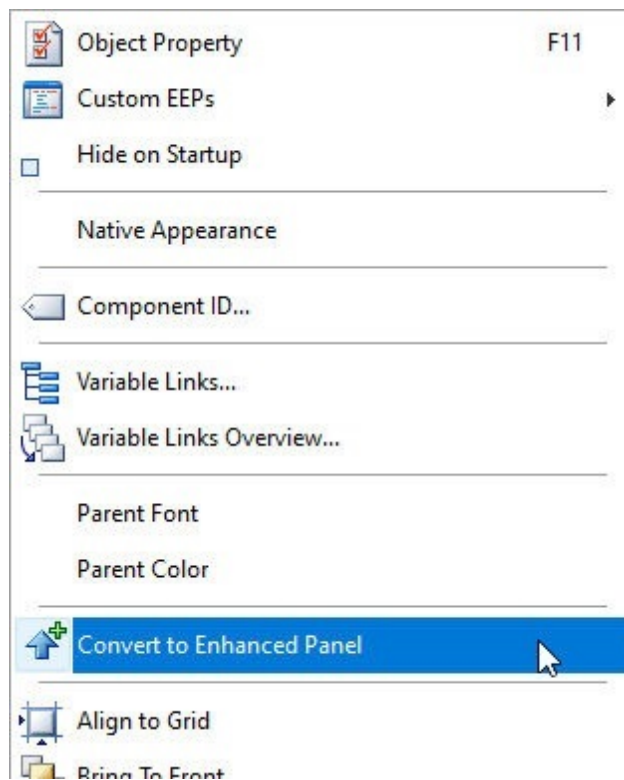 Object Property F11
Custom EEPs
Hide on Startup
Native Appearance
Component ID...
Variable Links...
Variable Links Overview...
Parent Font
Parent Color
Convert to Enhanced Panel
Align to Grid
Bring To Front